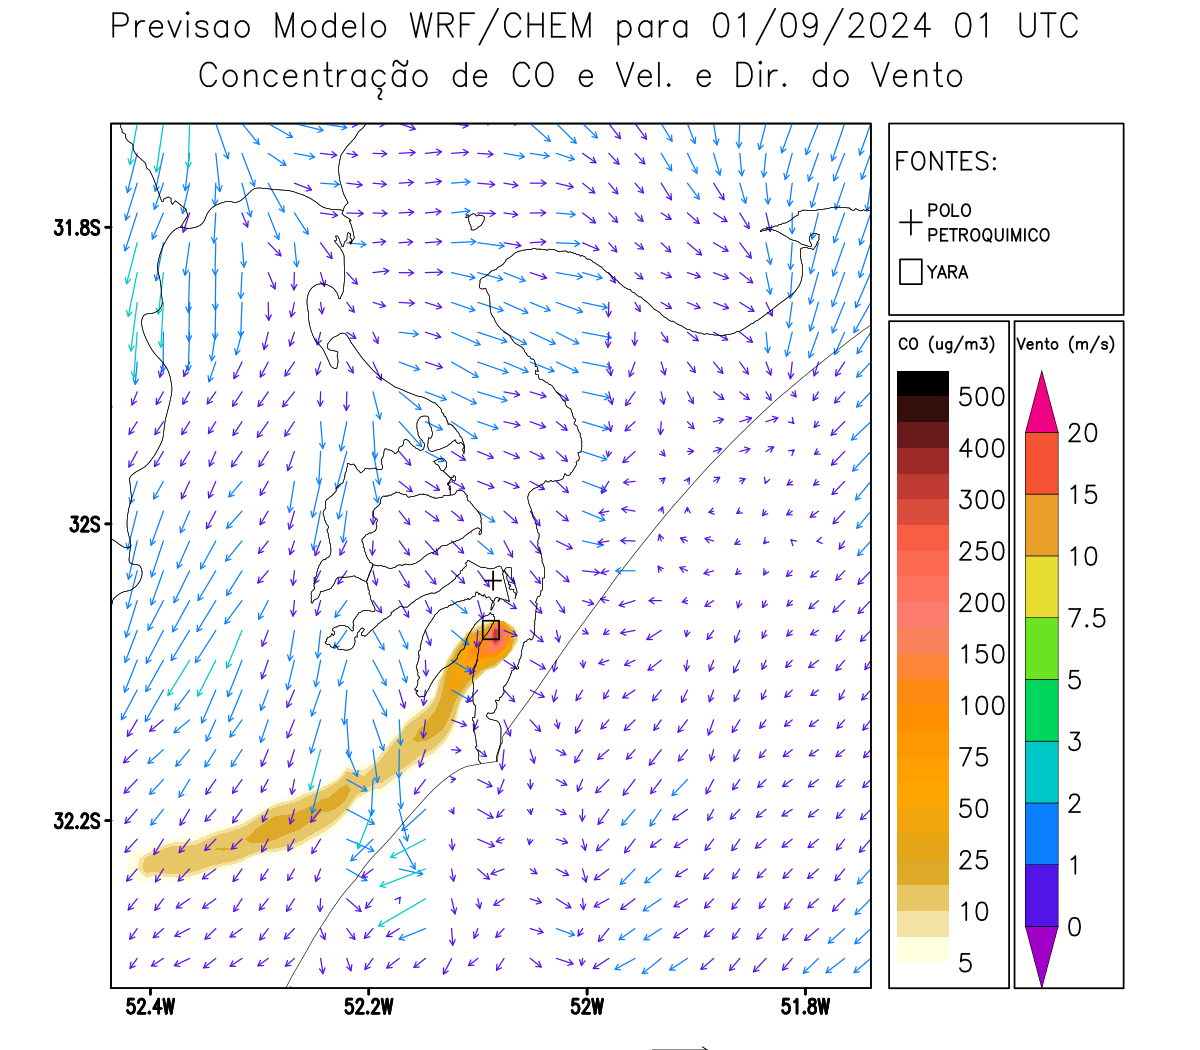 Previsao Modelo WRF/CHEM para 01/09/2024 01 UTC
Concentração de CO e Vel. e Dir. do Vento
FONTES:
POLO
PETROQUIMICO
YARA
CO (ug/m3)
500
400
300
250
200
150
100
75
50
25
10
5
Vento (m/s)
20
15
10
7.5
5
3
2
1
0
31.8S
32S
32.2S
52.4W
52.2W
52W
51.8W